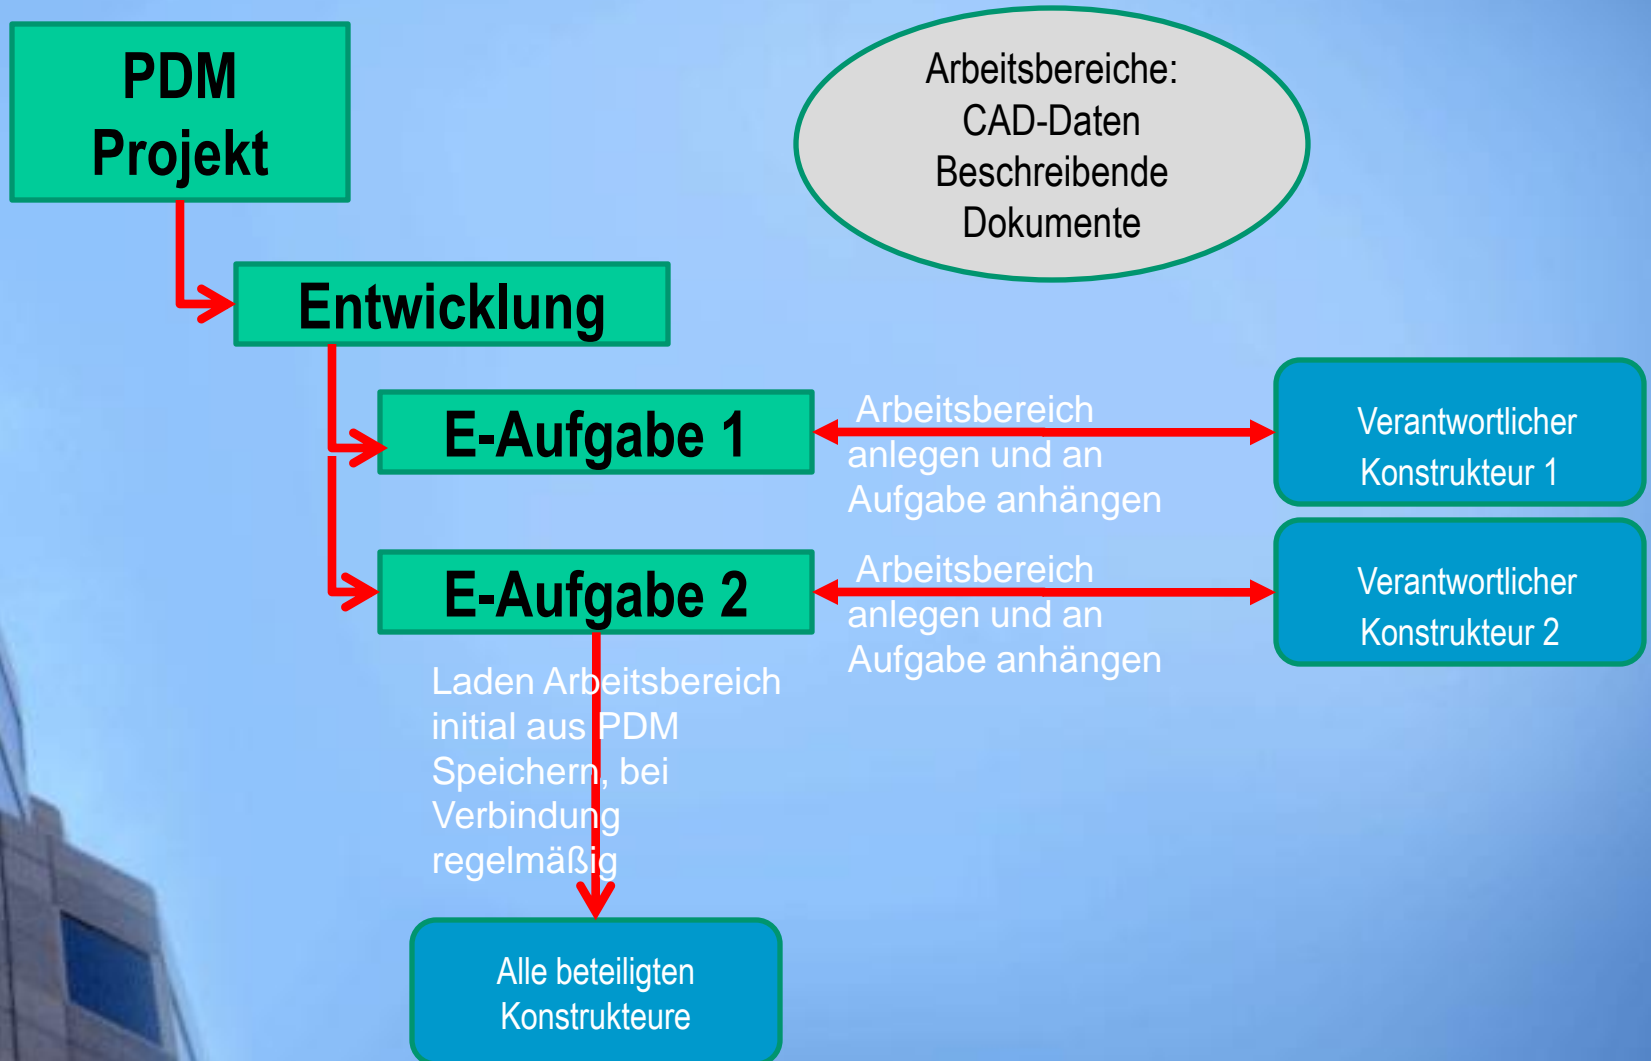 PDM
Projekt
Arbeitsbereiche:
CAD-Daten
Beschreibende
Dokumente
Entwicklung
E-Aufgabe 1
Arbeitsbereich
anlegen und an
Aufgabe anhängen
Verantwortlicher
Konstrukteur 1
E-Aufgabe 2
Arbeitsbereich
anlegen und an
Aufgabe anhängen
Verantwortlicher
Konstrukteur 2
Laden Arbeitsbereich
initial aus PDM
Speichern, bei
Verbindung
regelmäßig
Alle beteiligten
Konstrukteure